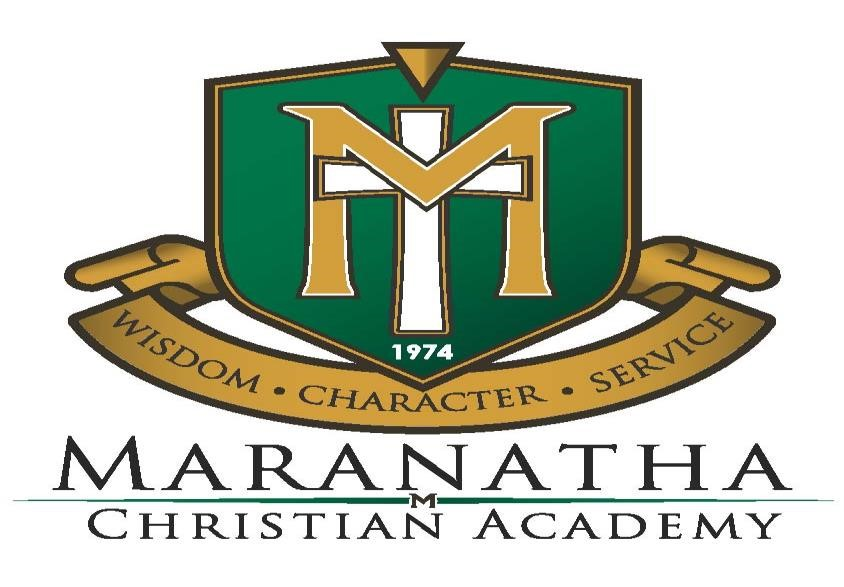 M
1974
WISDOM • CHARACTER • SERVICE
MARANATHA
M
CHRISTIAN ACADEMY